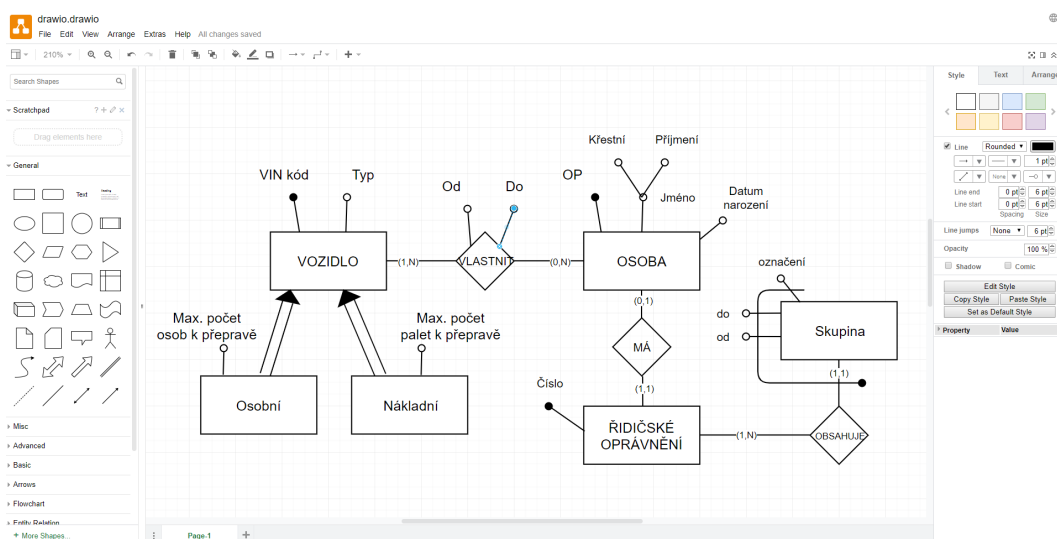 drawio.drawio
File Edit View Arrange Extras Help All changes saved
210%
Search Shapes
Scratchpad
Drag elements here
General
Text
Heading
Misc
Advanced
Basic
Arrows
Flowchart
Entity Relation
+ More Shapes...
Page-1
Křestní Příjmení
VIN kód Typ Od Do OP Jméno Datum
narození
VOZIDLO (1,N) VLASTNIT (0,N) OSOBA
označení
(0,1)
Max. počet
osob k přepravě
Max. počet
palet k přepravě
do
od
Skupina
MÁ
(1,1)
(1,1)
Číslo
Osobní Nákladní
ŘIDIČSKÉ
OPRÁVNĚNÍ
(1,N) OBSAHUJE
Style Text Arrange
Line Rounded
1 pt
None
Line end 0 pt 6 pt
Line start 0 pt 6 pt
Spacing Size
Line jumps None 6 pt
Opacity 100 %
Shadow Comic
Edit Style
Copy Style Paste Style
Set as Default Style
Property Value